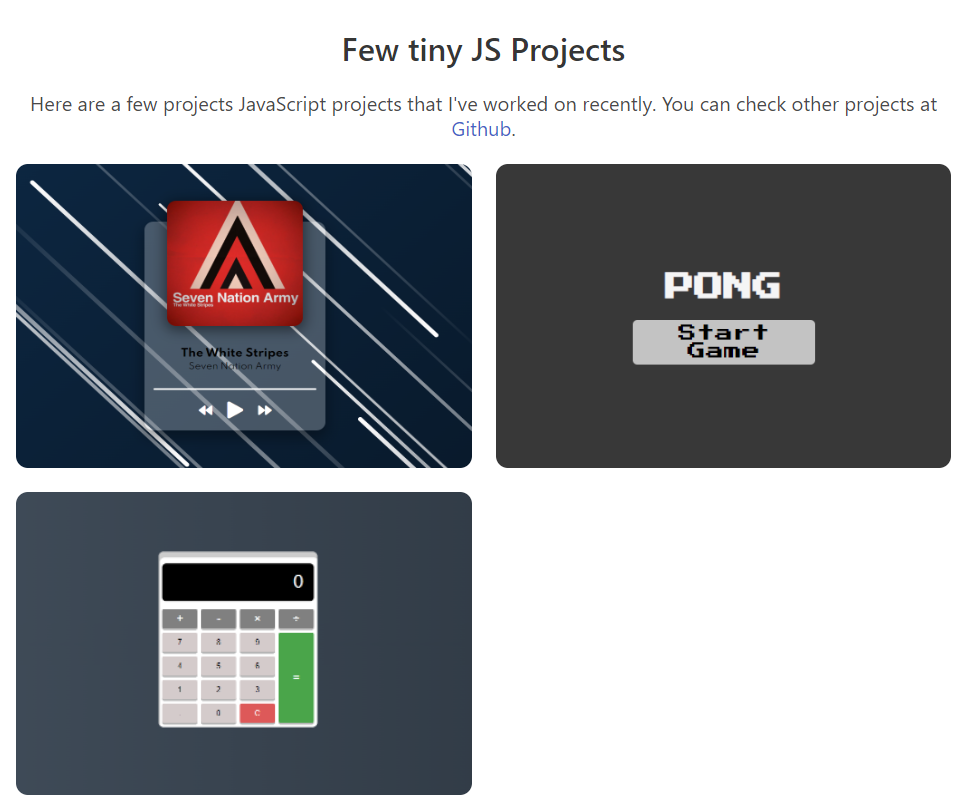 Few tiny JS Projects
Here are a few projects JavaScript projects that I've worked on recently. You can check other projects at
Github.
Seven Nation Army
The White Stripes
The White Stripes
Seven Nation Army
PONG
Start
Game
0
+ - × ÷
7 8 9
4 5 6
=
1 2 3
. 0 C